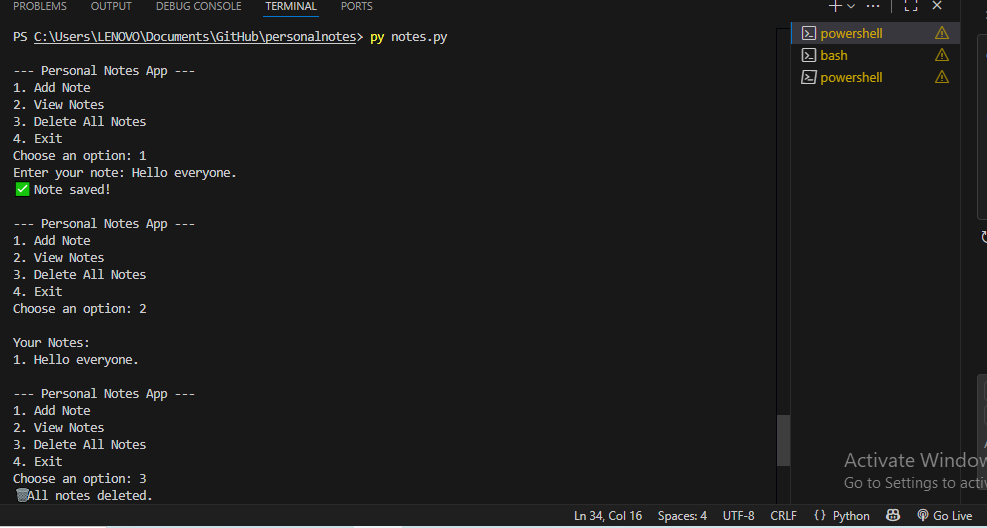 PROBLEMS OUTPUT DEBUG CONSOLE TERMINAL PORTS
PS C:\Users\LENOVO\Documents\GitHub\personalnotes> py notes.py
--- Personal Notes App ---
1. Add Note
2. View Notes
3. Delete All Notes
4. Exit
Choose an option: 1
Enter your note: Hello everyone.
✅ Note saved!
--- Personal Notes App ---
1. Add Note
2. View Notes
3. Delete All Notes
4. Exit
Choose an option: 2
Your Notes:
1. Hello everyone.
--- Personal Notes App ---
1. Add Note
2. View Notes
3. Delete All Notes
4. Exit
Choose an option: 3
🗑️All notes deleted.
powershell
bash
powershell
Activate Window
Go to Settings to activ
Ln 34, Col 16 Spaces: 4 UTF-8 CRLF {} Python Go Live